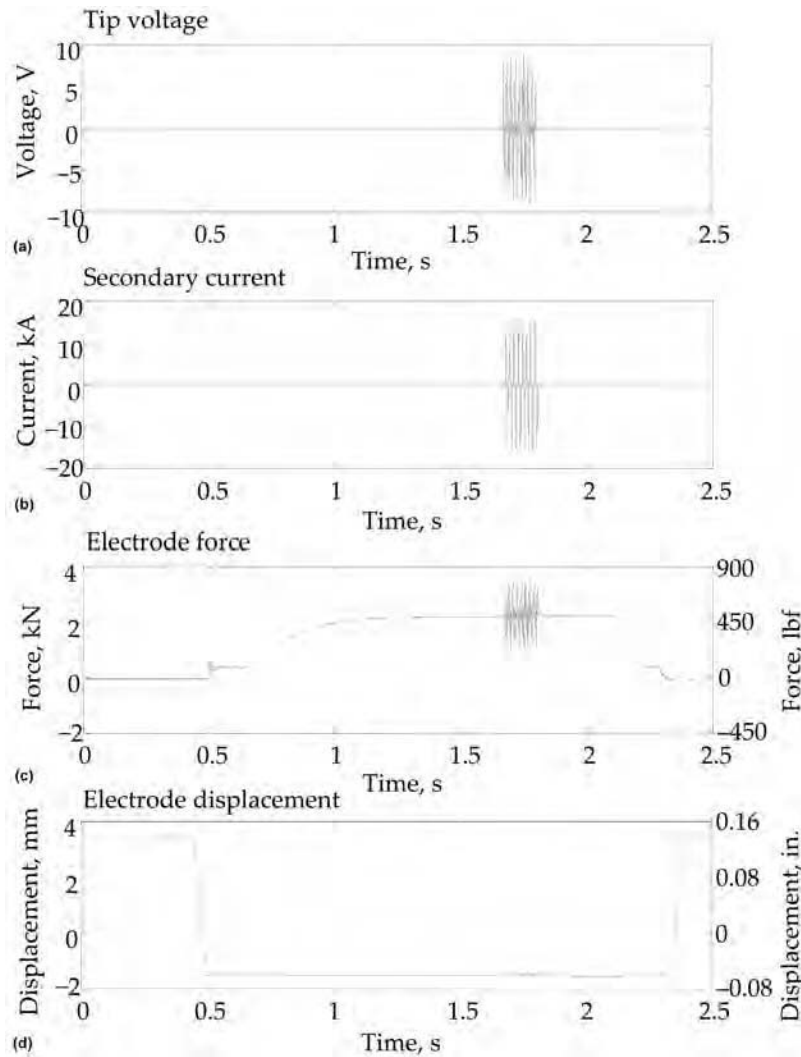 Tip voltage
Voltage, V
10
5
0
−5
−10
0
0.5
1
1.5
2
2.5
Time, s
(a)
Secondary current
Current, kA
20
10
0
−10
−20
0
0.5
1
1.5
2
2.5
Time, s
(b)
Electrode force
Force, kN
4
2
0
−2
900
450
0
−450
Force, lbf
0
0.5
1
1.5
2
2.5
Time, s
(c)
Electrode displacement
Displacement, mm
4
2
0
−2
0.16
0.08
0
−0.08
Displacement, in.
0
0.5
1
1.5
2
2.5
Time, s
(d)